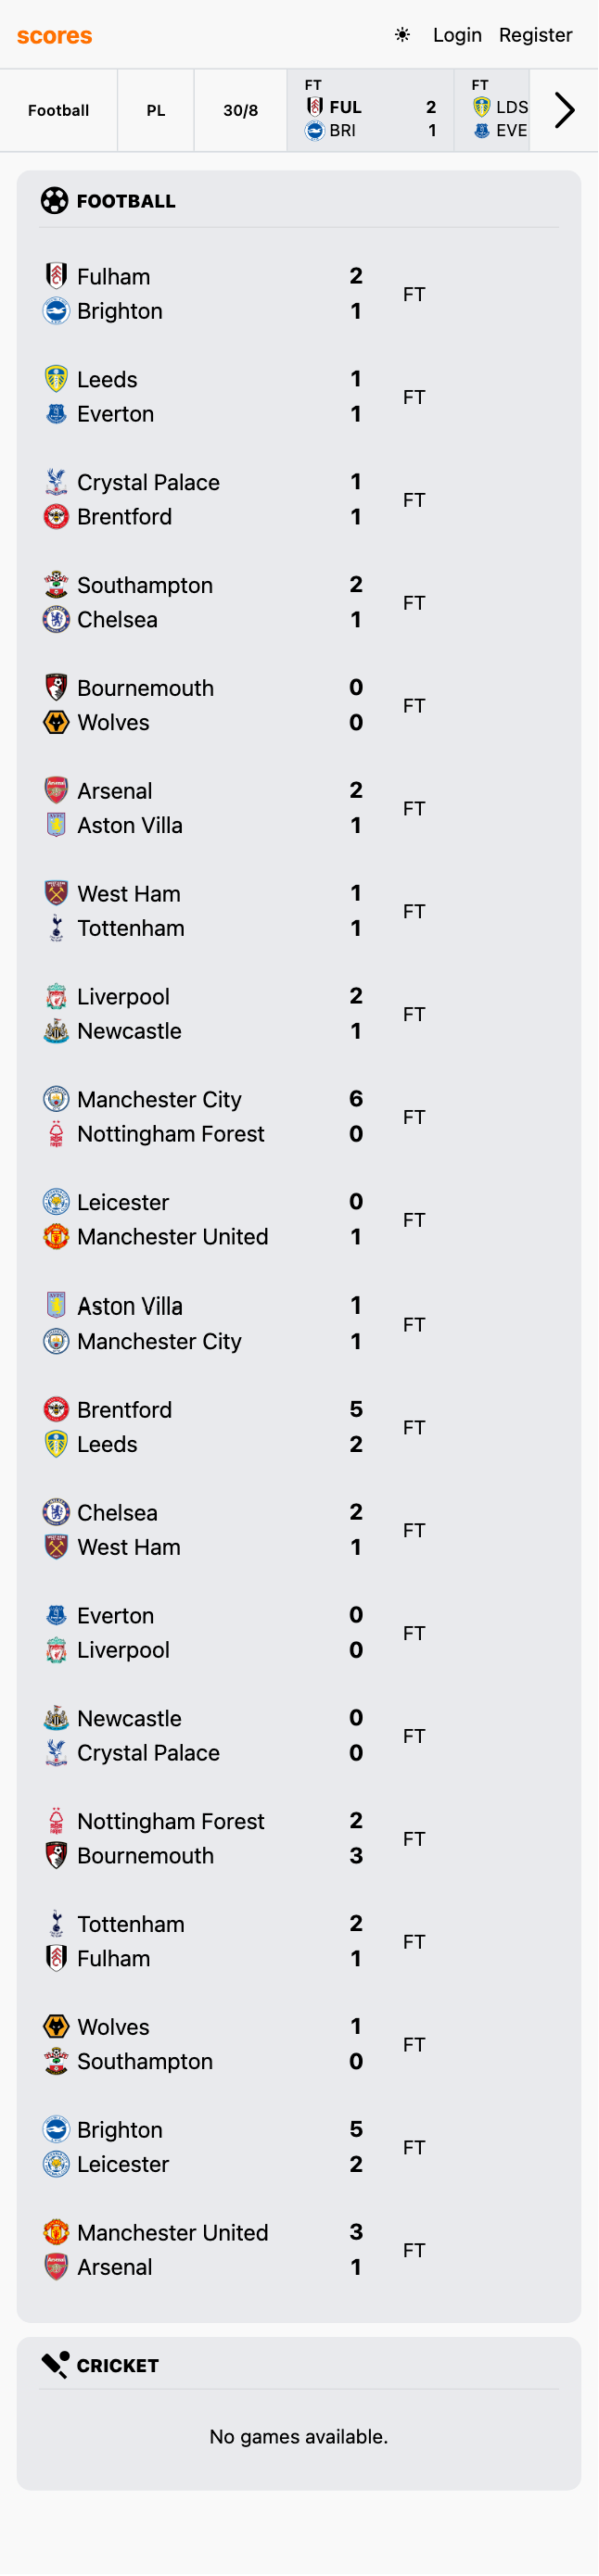 scores
Login Register
Football PL 30/8
FT
FUL 2
BRI 1
FT
LDS
EVE
FOOTBALL
Fulham 2
Brighton 1
FT
Leeds 1
Everton 1
FT
Crystal Palace 1
Brentford 1
FT
Southampton 2
Chelsea 1
FT
Bournemouth 0
Wolves 0
FT
Arsenal 2
Aston Villa 1
FT
West Ham 1
Tottenham 1
FT
Liverpool 2
Newcastle 1
FT
Manchester City 6
Nottingham Forest 0
FT
Leicester 0
Manchester United 1
FT
Aston Villa 1
Manchester City 1
FT
Brentford 5
Leeds 2
FT
Chelsea 2
West Ham 1
FT
Everton 0
Liverpool 0
FT
Newcastle 0
Crystal Palace 0
FT
Nottingham Forest 2
Bournemouth 3
FT
Tottenham 2
Fulham 1
FT
Wolves 1
Southampton 0
FT
Brighton 5
Leicester 2
FT
Manchester United 3
Arsenal 1
FT
CRICKET
No games available.